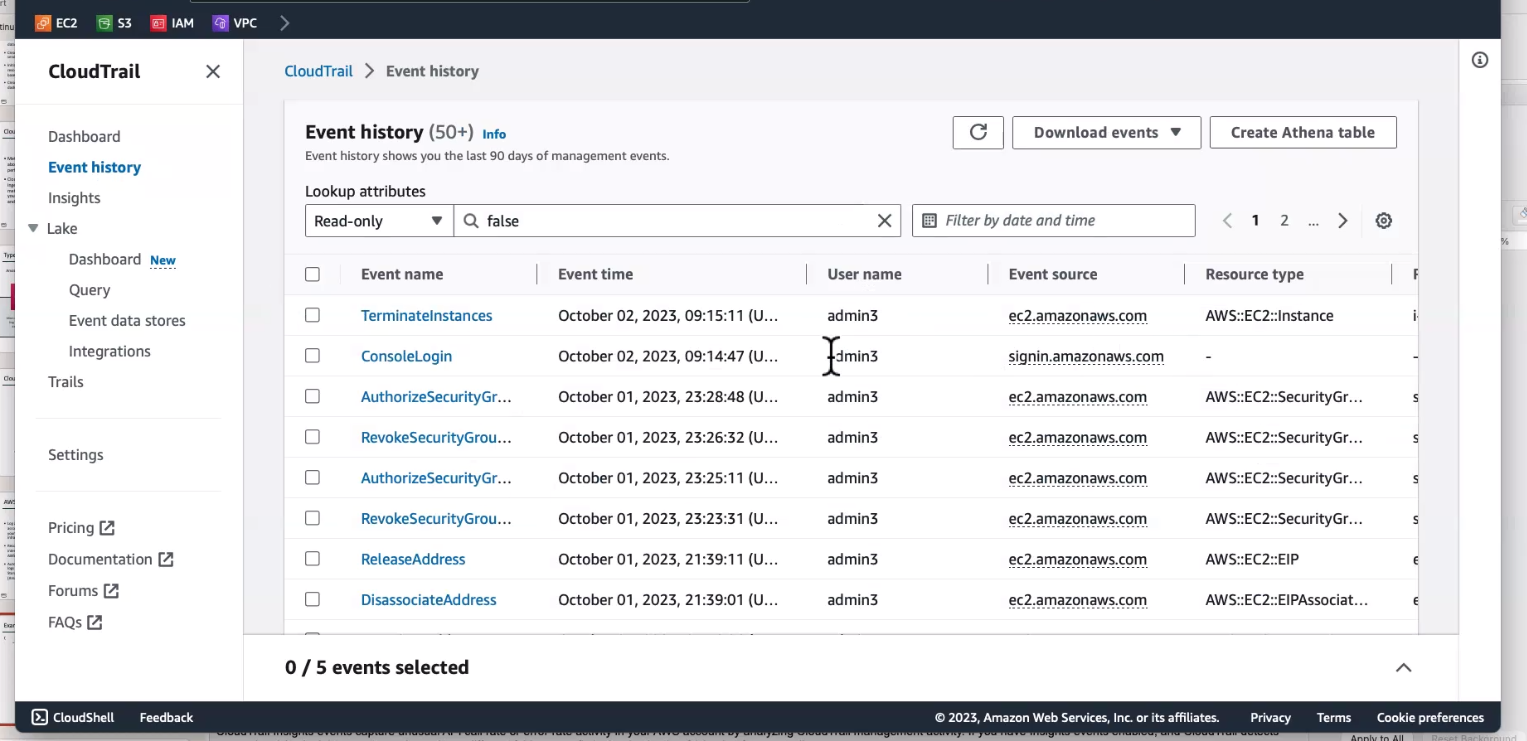 EC2 S3 IAM VPC
CloudTrail
CloudTrail > Event history
Dashboard
Event history
Insights
Lake
Dashboard New
Query
Event data stores
Integrations
Trails
Settings
Pricing
Documentation
Forums
FAQs
Event history (50+) Info
Event history shows you the last 90 days of management events.
Download events
Create Athena table
Lookup attributes
Read-only
false
Filter by date and time
1 2 ...
Event name Event time User name Event source Resource type
TerminateInstances October 02, 2023, 09:15:11 (U... admin3 ec2.amazonaws.com AWS::EC2::Instance
ConsoleLogin October 02, 2023, 09:14:47 (U... dmin3 signin.amazonaws.com - -
AuthorizeSecurityGr... October 01, 2023, 23:28:48 (U... admin3 ec2.amazonaws.com AWS::EC2::SecurityGr...
RevokeSecurityGrou... October 01, 2023, 23:26:32 (U... admin3 ec2.amazonaws.com AWS::EC2::SecurityGr...
AuthorizeSecurityGr... October 01, 2023, 23:25:11 (U... admin3 ec2.amazonaws.com AWS::EC2::SecurityGr...
RevokeSecurityGrou... October 01, 2023, 23:23:31 (U... admin3 ec2.amazonaws.com AWS::EC2::SecurityGr...
ReleaseAddress October 01, 2023, 21:39:11 (U... admin3 ec2.amazonaws.com AWS::EC2::EIP
DisassociateAddress October 01, 2023, 21:39:01 (U... admin3 ec2.amazonaws.com AWS::EC2::EIPAssociat...
0 / 5 events selected
CloudShell Feedback © 2023, Amazon Web Services, Inc. or its affiliates. Privacy Terms Cookie preferences